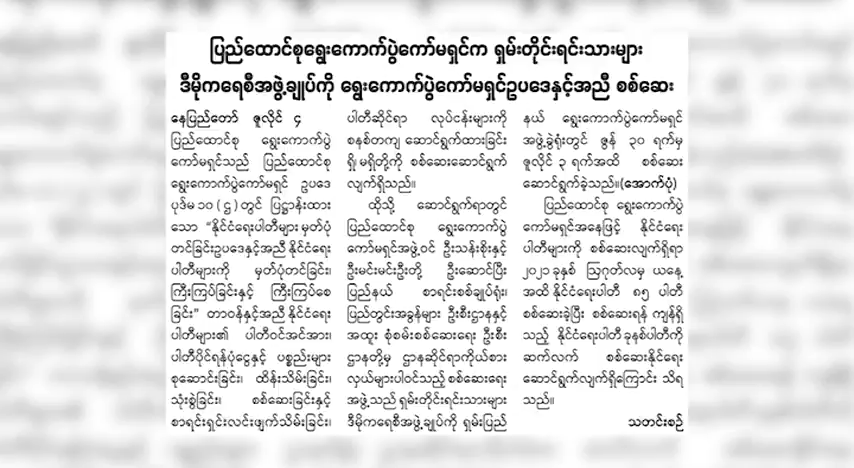 ပြည်ထောင်စုရွေးကောက်ပွဲကော်မရှင်က ရှမ်းတိုင်းရင်းသားများ
ဒီမိုကရေစီအဖွဲ့ချုပ်ကို ရွေးကောက်ပွဲကော်မရှင်ဥပဒေနှင့်အညီ စစ်ဆေး
နေပြည်တော် ဇူလိုင် ၄
ပြည်ထောင်စု ရွေးကောက်ပွဲ
ကော်မရှင်သည် ပြည်ထောင်စု
ရွေးကောက်ပွဲကော်မရှင် ဥပဒေ
ပုဒ်မ ၁၀ ( ဌ ) တွင် ပြဋ္ဌာန်းထား
သော “နိုင်ငံရေးပါတီများ မှတ်ပုံ
တင်ခြင်းဥပဒေနှင့်အညီ နိုင်ငံရေး
ပါတီများကို မှတ်ပုံတင်ခြင်း၊
ကြီးကြပ်ခြင်းနှင့် ကြီးကြပ်စေ
ခြင်း” တာဝန်နှင့်အညီ နိုင်ငံရေး
ပါတီများ၏ ပါတီဝင်အင်အား၊
ပါတီပိုင်ရန်ပုံငွေနှင့် ပစ္စည်းများ
စုဆောင်းခြင်း၊ ထိန်းသိမ်းခြင်း၊
သုံးစွဲခြင်း၊ စစ်ဆေးခြင်းနှင့်
စာရင်းရှင်းလင်းဖျက်သိမ်းခြင်း၊
ပါတီဆိုင်ရာ လုပ်ငန်းများကို
စနစ်တကျ ဆောင်ရွက်ထားခြင်း
ရှိ၊ မရှိတို့ကို စစ်ဆေးဆောင်ရွက်
လျက်ရှိသည်။
ထိုသို့ ဆောင်ရွက်ရာတွင်
ပြည်ထောင်စု ရွေးကောက်ပွဲ
ကော်မရှင်အဖွဲ့ဝင် ဦးသန်းစိုးနှင့်
ဦးမင်းမင်းဦးတို့ ဦးဆောင်ပြီး
ပြည်နယ် စာရင်းစစ်ချုပ်ရုံး၊
ပြည်တွင်းအခွန်များ ဦးစီးဌာနနှင့်
အထူး စုံစမ်းစစ်ဆေးရေး ဦးစီး
ဌာနတို့မှ ဌာနဆိုင်ရာကိုယ်စား
လှယ်များပါဝင်သည့် စစ်ဆေးရေး
အဖွဲ့သည် ရှမ်းတိုင်းရင်းသားများ
ဒီမိုကရေစီအဖွဲ့ချုပ်ကို ရှမ်းပြည်
နယ် ရွေးကောက်ပွဲကော်မရှင်
အဖွဲ့ခွဲရုံးတွင် ဇွန် ၃၀ ရက်မှ
ဇူလိုင် ၃ ရက်အထိ စစ်ဆေး
ဆောင်ရွက်ခဲ့သည်။(အောက်ပုံ)
ပြည်ထောင်စု ရွေးကောက်ပွဲ
ကော်မရှင်အနေဖြင့် နိုင်ငံရေး
ပါတီများကို စစ်ဆေးလျက်ရှိရာ
၂၀၂၁ ခုနှစ် ဩဂုတ်လမှ ယနေ့
အထိ နိုင်ငံရေးပါတီ ၈၅ ပါတီ
စစ်ဆေးခဲ့ပြီး စစ်ဆေးရန် ကျန်ရှိ
သည့် နိုင်ငံရေးပါတီ ခုနစ်ပါတီကို
ဆက်လက် စစ်ဆေးနိုင်ရေး
ဆောင်ရွက်လျက်ရှိကြောင်း သိရ
သည်။
သတင်းစဉ်